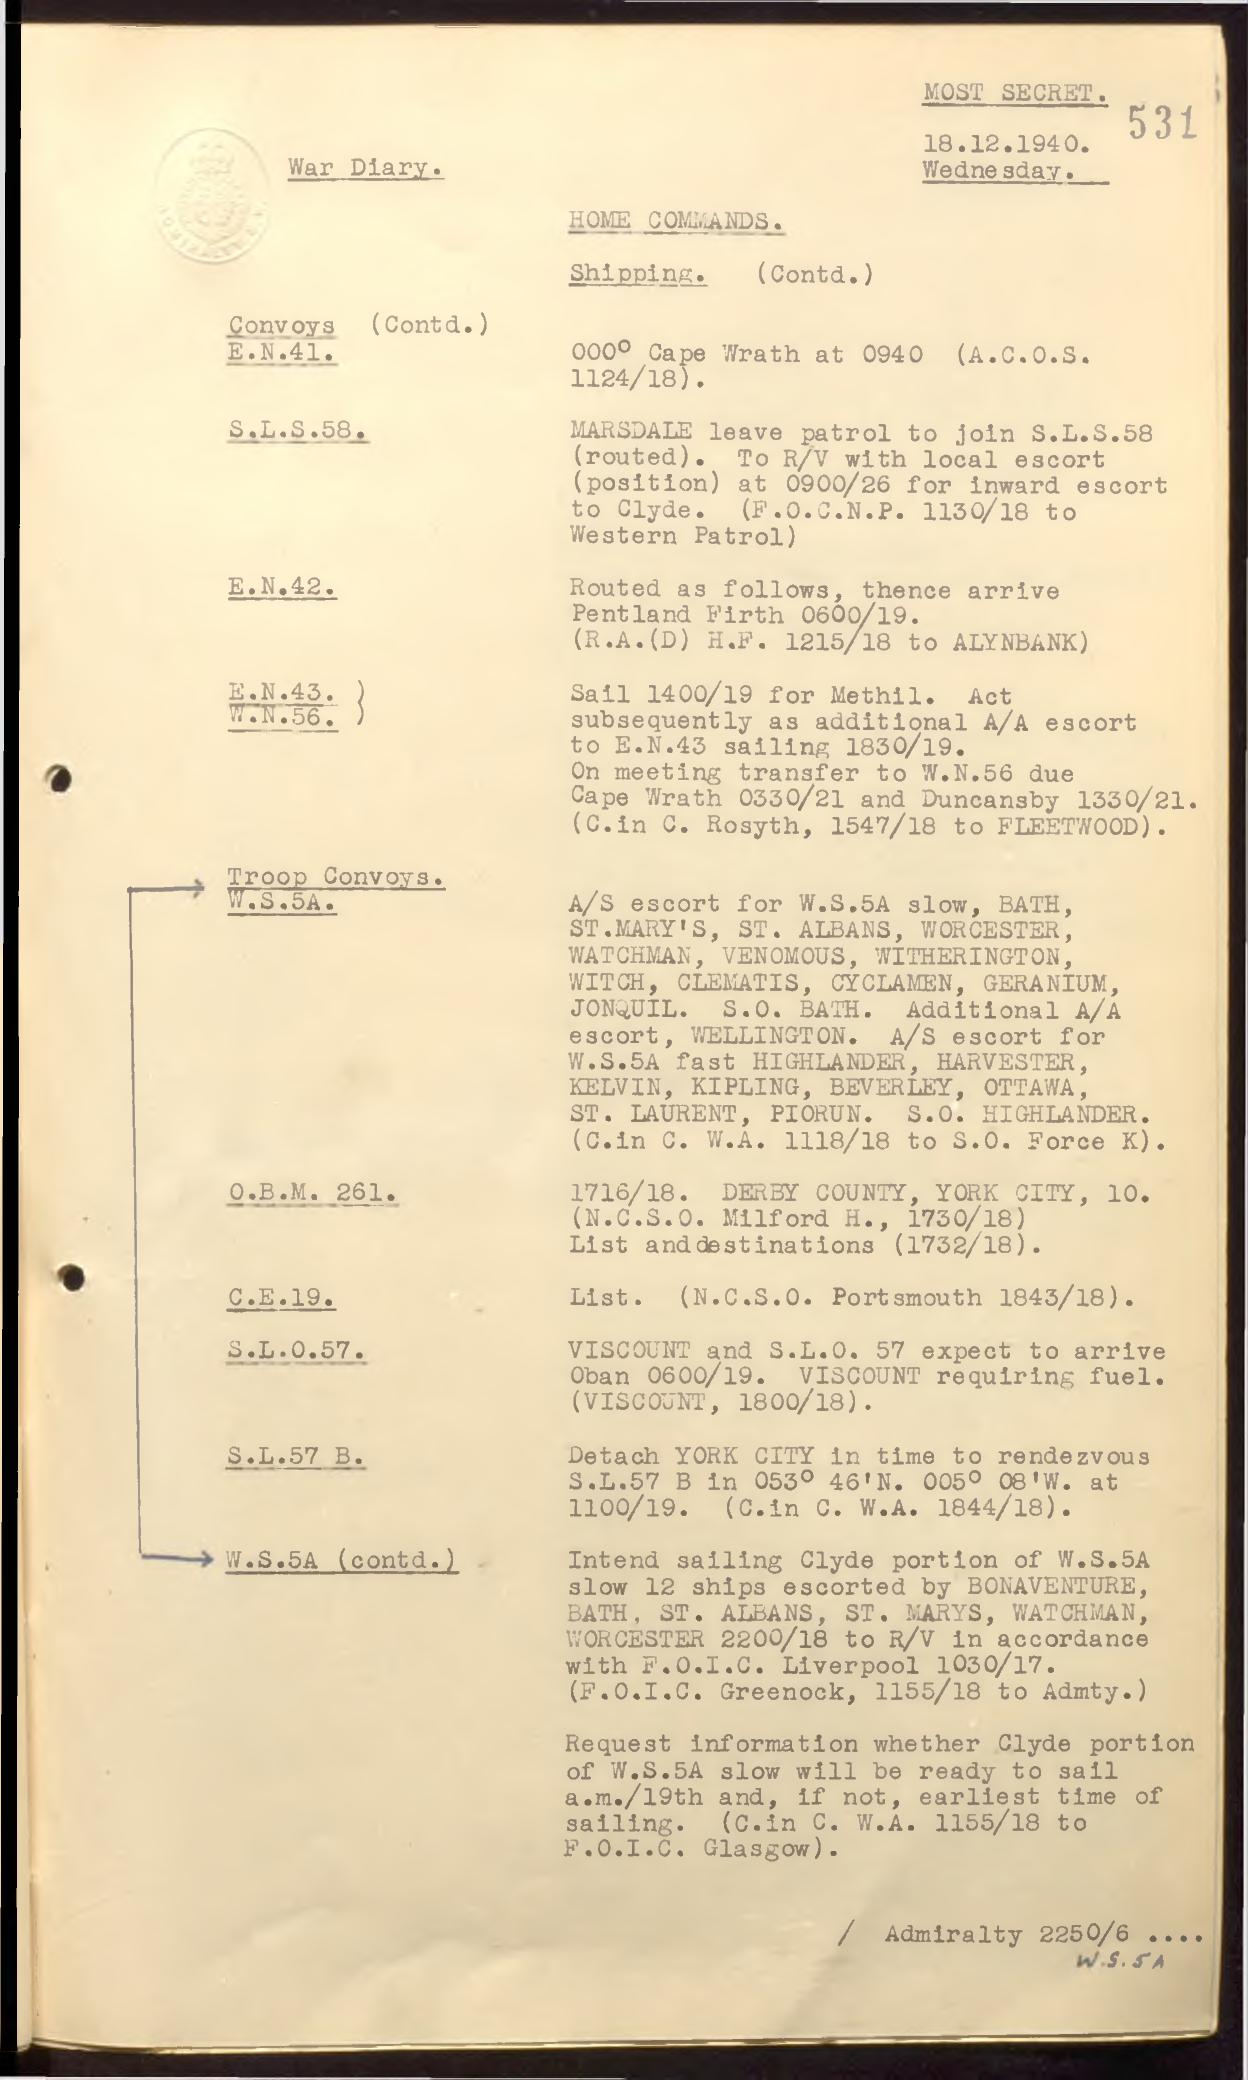 MOST SECRET.
531
18.12.1940.
Wednesday.
War Diary.
HOME COMMANDS.
Shipping. (Contd.)
Convoys (Contd.)
E.N.41.
000° Cape Wrath at 0940 (A.C.O.S.
1124/18).
S.L.S.58.
MARSDALE leave patrol to join S.L.S.58
(routed). To R/V with local escort
(position) at 0900/26 for inward escort
to Clyde. (F.O.C.N.P. 1130/18 to
Western Patrol)
E.N.42.
Routed as follows, thence arrive
Pentland Firth 0600/19.
(R.A.(D) H.F. 1215/18 to ALYNBANK)
E.N.43. )
W.N.56. )
Sail 1400/19 for Methil. Act
subsequently as additional A/A escort
to E.N.43 sailing 1830/19.
On meeting transfer to W.N.56 due
Cape Wrath 0330/21 and Duncansby 1330/21.
(C.in C. Rosyth, 1547/18 to FLEETWOOD).
Troop Convoys.
W.S.5A.
A/S escort for W.S.5A slow, BATH,
ST.MARY'S, ST. ALBANS, WORCESTER,
WATCHMAN, VENOMOUS, WITHERINGTON,
WITCH, CLEMATIS, CYCLAMEN, GERANIUM,
JONQUIL. S.O. BATH. Additional A/A
escort, WELLINGTON. A/S escort for
W.S.5A fast HIGHLANDER, HARVESTER,
KELVIN, KIPLING, BEVERLEY, OTTAWA,
ST. LAURENT, PIORUN. S.O. HIGHLANDER.
(C.in C. W.A. 1118/18 to S.O. Force K).
O.B.M. 261.
1716/18. DERBY COUNTY, YORK CITY, 10.
(N.C.S.O. Milford H., 1730/18)
List and destinations (1732/18).
C.E.19.
List. (N.C.S.O. Portsmouth 1843/18).
S.L.O.57.
VISCOUNT and S.L.O. 57 expect to arrive
Oban 0600/19. VISCOUNT requiring fuel.
(VISCOUNT, 1800/18).
S.L.57 B.
Detach YORK CITY in time to rendezvous
S.L.57 B in 053° 46'N. 005° 08'W. at
1100/19. (C.in C. W.A. 1844/18).
W.S.5A (contd.)
Intend sailing Clyde portion of W.S.5A
slow 12 ships escorted by BONAVENTURE,
BATH, ST. ALBANS, ST. MARYS, WATCHMAN,
WORCESTER 2200/18 to R/V in accordance
with F.O.I.C. Liverpool 1030/17.
(F.O.I.C. Greenock, 1155/18 to Admty.)
Request information whether Clyde portion
of W.S.5A slow will be ready to sail
a.m./19th and, if not, earliest time of
sailing. (C.in C. W.A. 1155/18 to
F.O.I.C. Glasgow).
/ Admiralty 2250/6 ....
W.S.5A